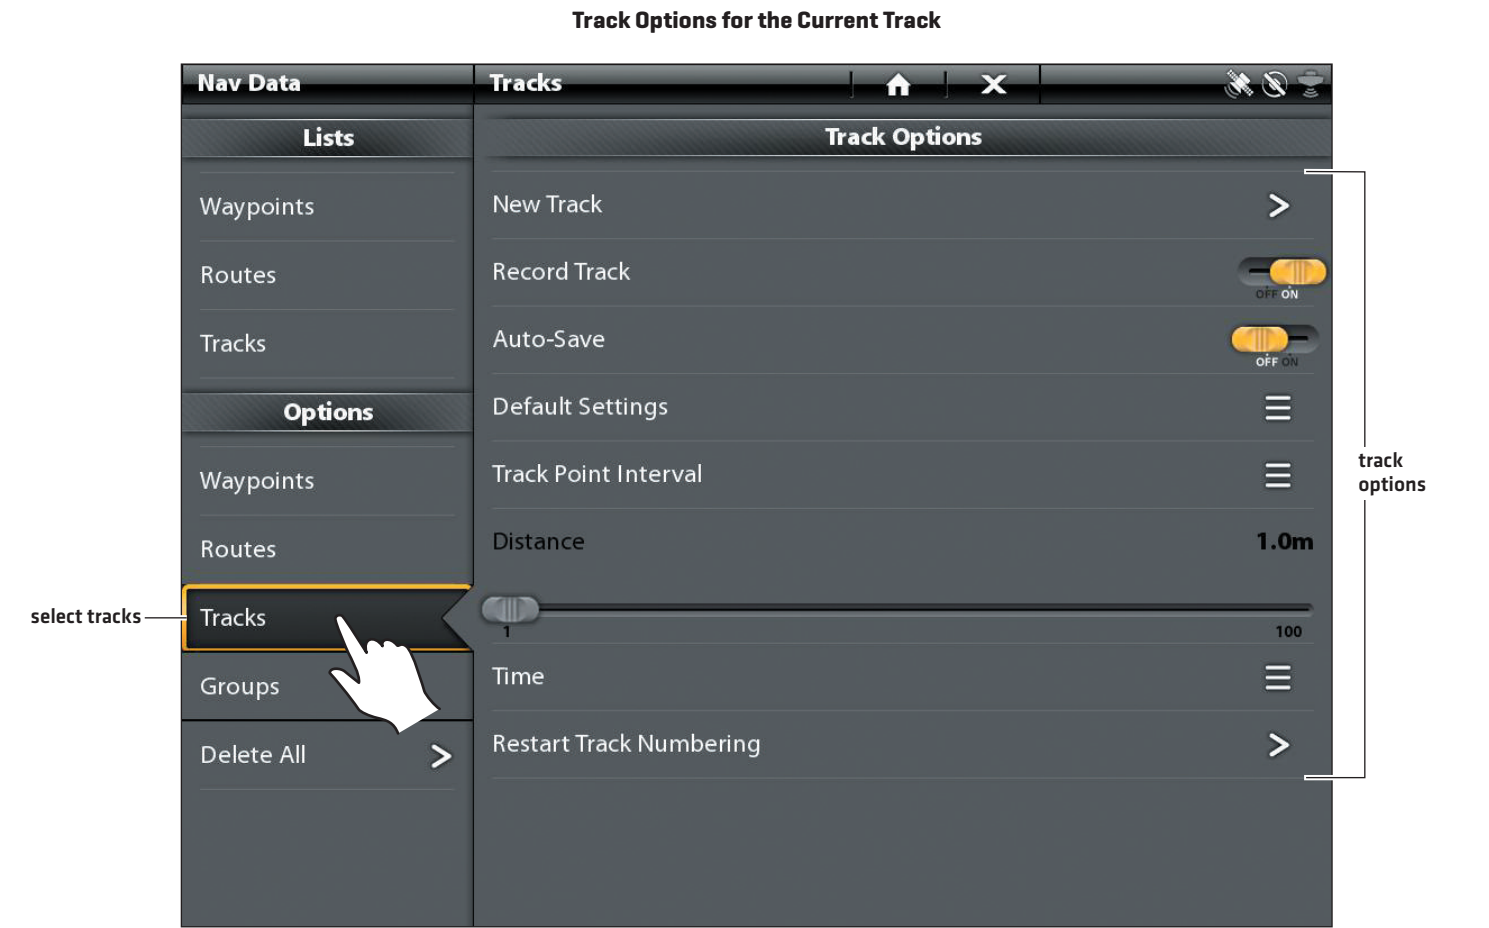 Track Options for the Current Track
Nav Data
Tracks
Lists
Waypoints
Routes
Tracks
Options
Waypoints
Routes
select tracks
Tracks
Groups
Delete All
Track Options
New Track
Record Track
OFF ON
Auto-Save
OFF ON
Default Settings
Track Point Interval
Distance
1.0m
1
100
Time
Restart Track Numbering
track
options